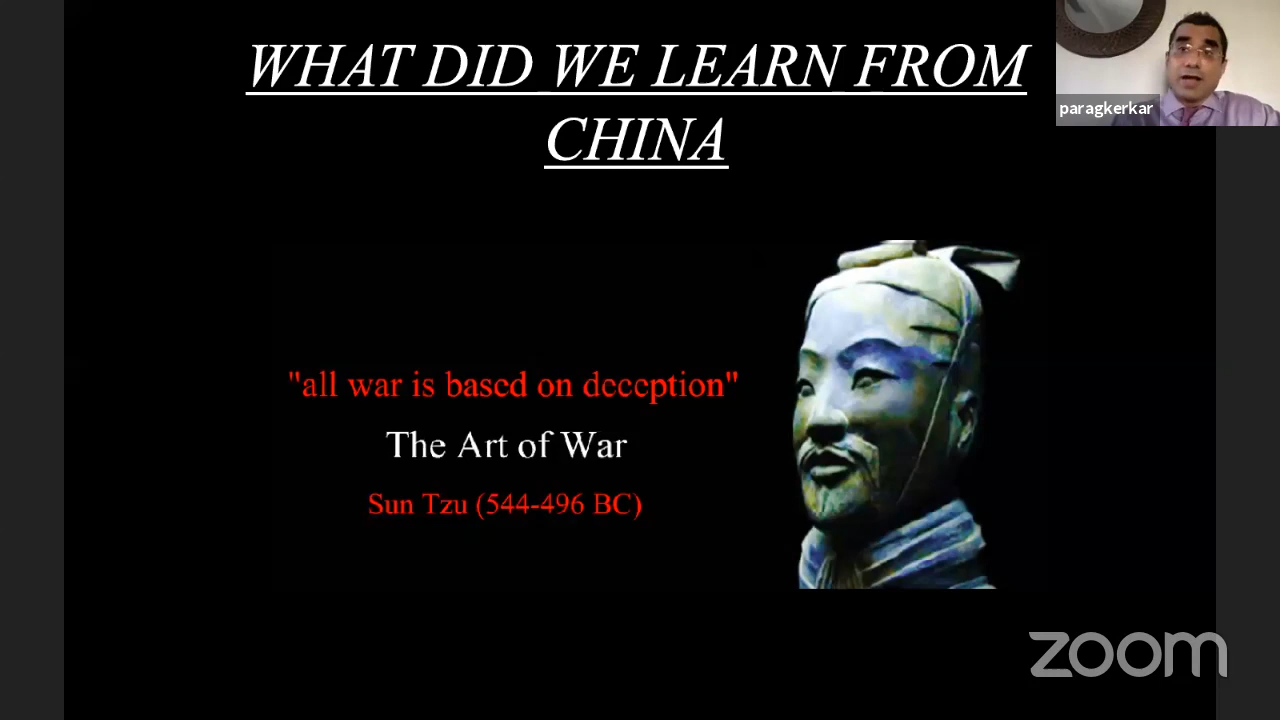 WHAT DID WE LEARN FROM
CHINA
paragkerkar
"all war is based on deception"
The Art of War
Sun Tzu (544-496 BC)
zoom